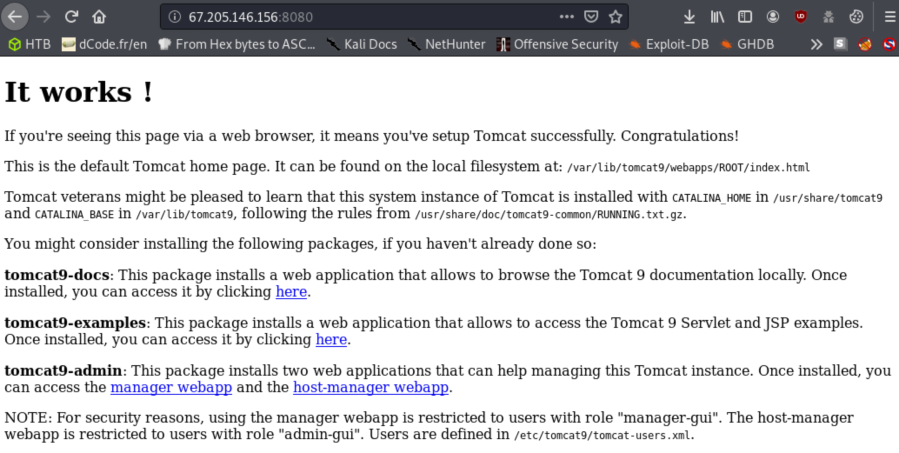 67.205.146.156:8080
HTB dCode.fr/en From Hex bytes to ASC... Kali Docs NetHunter Offensive Security Exploit-DB GHDB
It works !
If you're seeing this page via a web browser, it means you've setup Tomcat successfully. Congratulations!
This is the default Tomcat home page. It can be found on the local filesystem at: /var/lib/tomcat9/webapps/ROOT/index.html
Tomcat veterans might be pleased to learn that this system instance of Tomcat is installed with CATALINA_HOME in /usr/share/tomcat9
and CATALINA_BASE in /var/lib/tomcat9, following the rules from /usr/share/doc/tomcat9-common/RUNNING.txt.gz.
You might consider installing the following packages, if you haven't already done so:
tomcat9-docs: This package installs a web application that allows to browse the Tomcat 9 documentation locally. Once
installed, you can access it by clicking here.
tomcat9-examples: This package installs a web application that allows to access the Tomcat 9 Servlet and JSP examples.
Once installed, you can access it by clicking here.
tomcat9-admin: This package installs two web applications that can help managing this Tomcat instance. Once installed, you
can access the manager webapp and the host-manager webapp.
NOTE: For security reasons, using the manager webapp is restricted to users with role "manager-gui". The host-manager
webapp is restricted to users with role "admin-gui". Users are defined in /etc/tomcat9/tomcat-users.xml.